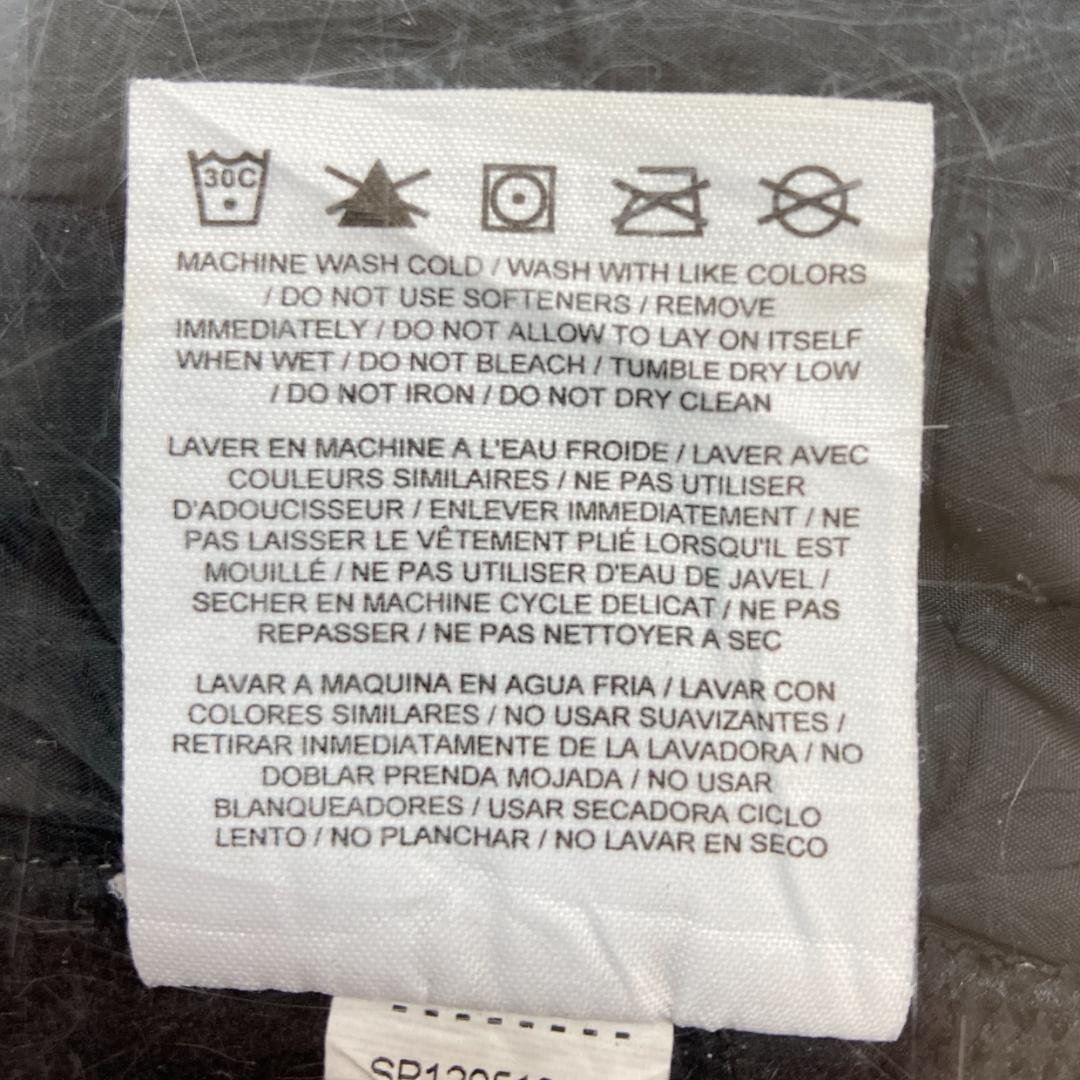 30C
MACHINE WASH COLD / WASH WITH LIKE COLORS
/ DO NOT USE SOFTENERS / REMOVE
IMMEDIATELY / DO NOT ALLOW TO LAY ON ITSELF
WHEN WET / DO NOT BLEACH / TUMBLE DRY LOW
/ DO NOT IRON / DO NOT DRY CLEAN
LAVER EN MACHINE A L'EAU FROIDE / LAVER AVEC
COULEURS SIMILAIRES / NE PAS UTILISER
D'ADOUCISSEUR / ENLEVER IMMEDIATEMENT / NE
PAS LAISSER LE VÊTEMENT PLIÉ LORSQU'IL EST
MOUILLÉ / NE PAS UTILISER D'EAU DE JAVEL /
SECHER EN MACHINE CYCLE DELICAT / NE PAS
REPASSER / NE PAS NETTOYER A SEC
LAVAR A MAQUINA EN AGUA FRIA / LAVAR CON
COLORES SIMILARES / NO USAR SUAVIZANTES /
RETIRAR INMEDIATAMENTE DE LA LAVADORA / NO
DOBLAR PRENDA MOJADA / NO USAR
BLANQUEADORES / USAR SECADORA CICLO
LENTO / NO PLANCHAR / NO LAVAR EN SECO